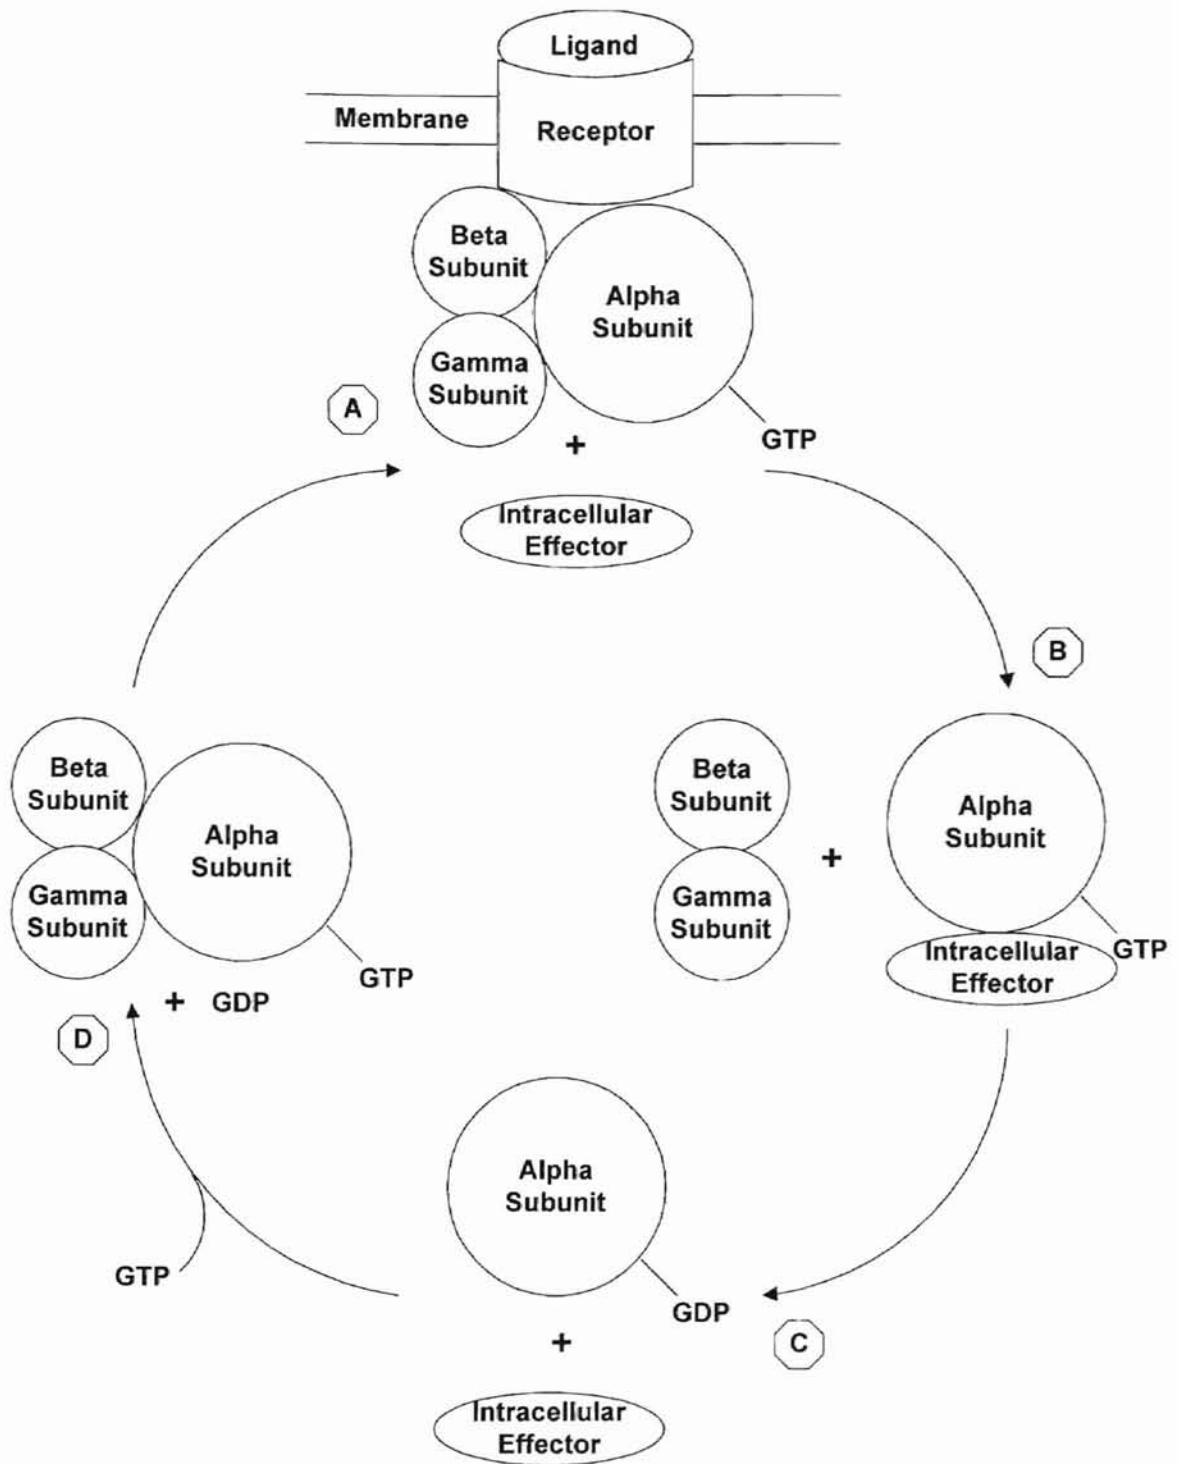 Ligand
Membrane
Receptor
Beta
Subunit
Alpha
Subunit
Gamma
Subunit
A
GTP
+
Intracellular
Effector
B
Beta
Subunit
Alpha
Subunit
Gamma
Subunit
GTP
+ GDP
D
Beta
Subunit
Gamma
Subunit
+
Alpha
Subunit
GTP
Intracellular
Effector
Alpha
Subunit
GDP
GTP
+
C
Intracellular
Effector